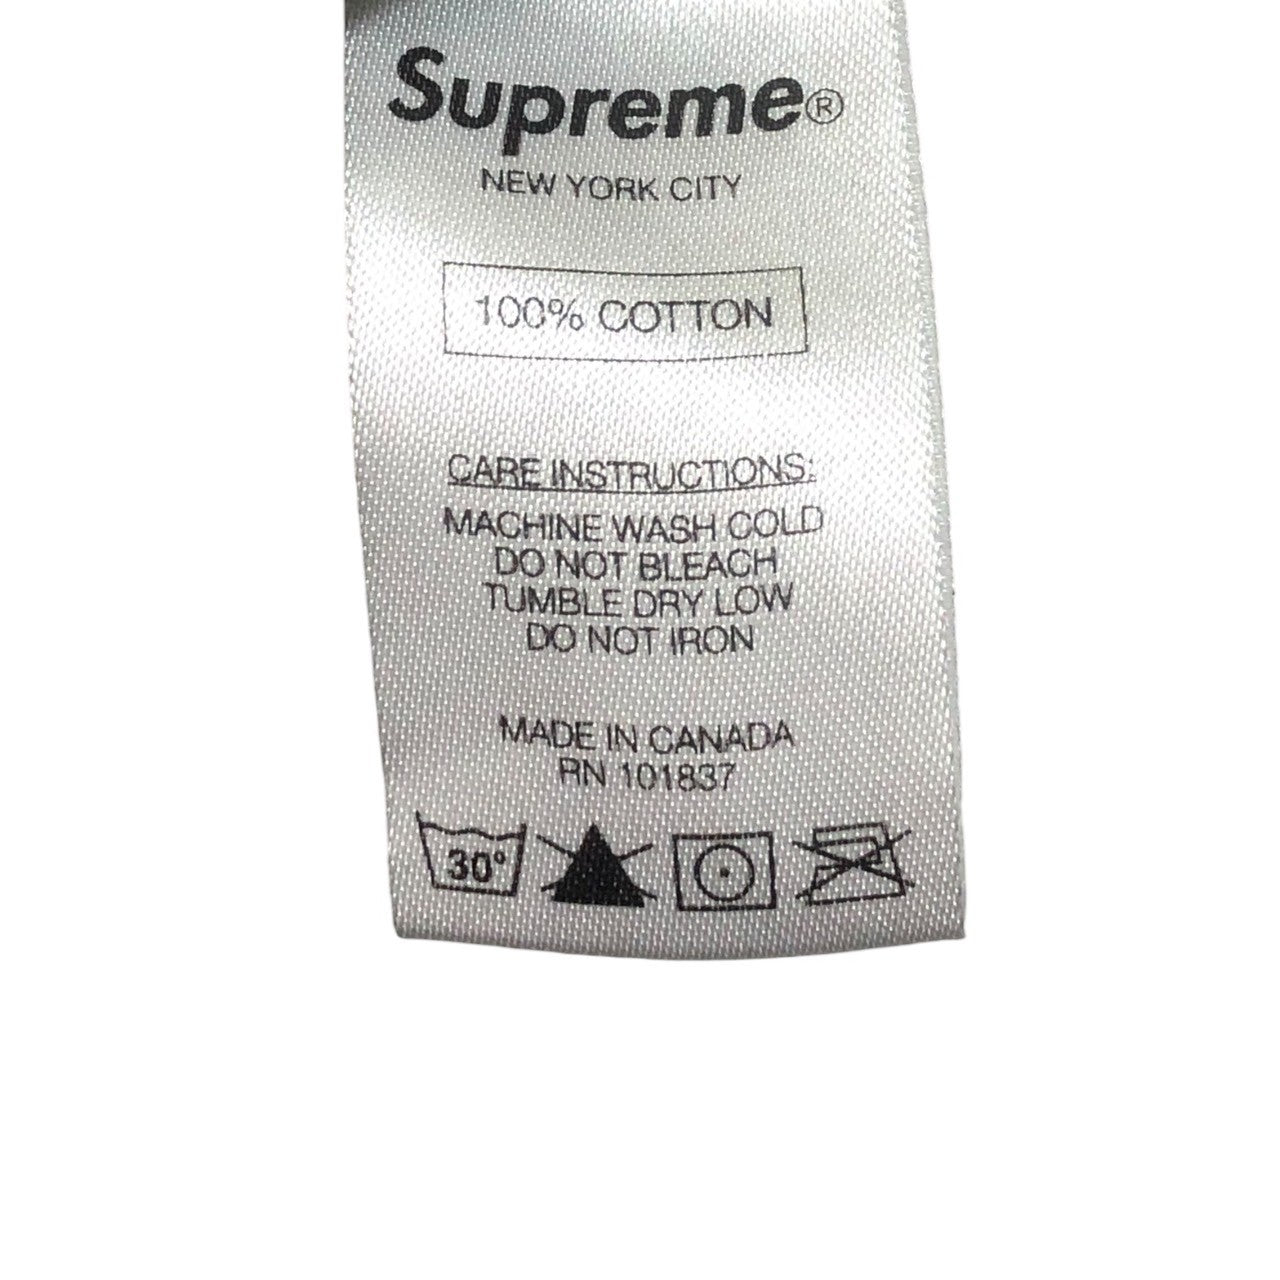 Supreme®
NEW YORK CITY
100% COTTON
CARE INSTRUCTIONS:
MACHINE WASH COLD
DO NOT BLEACH
TUMBLE DRY LOW
DO NOT IRON
MADE IN CANADA
RN 101837
30°